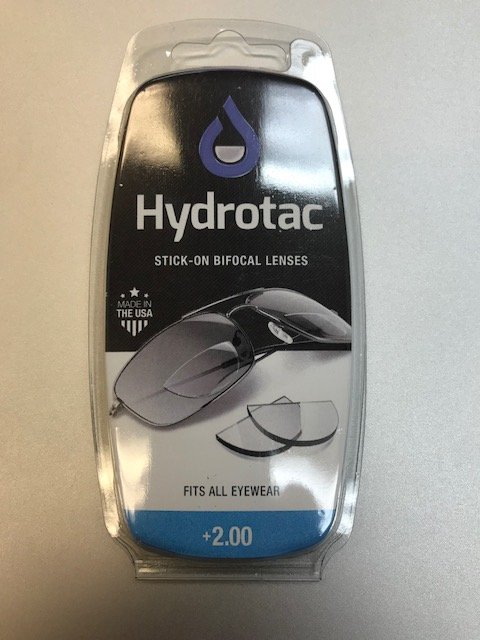 Hydrotac
STICK-ON BIFOCAL LENSES
MADE IN
THE USA
FITS ALL EYEWEAR
+2.00